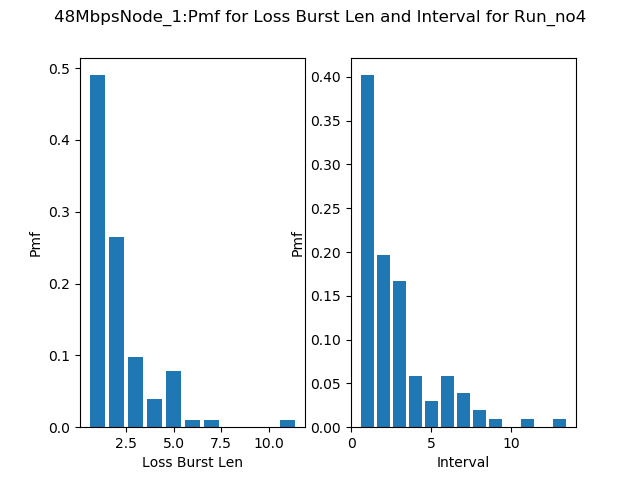 48MbpsNode_1:Pmf for Loss Burst Len and Interval for Run_no4
0.5
0.4
0.3
0.2
0.1
0.0
Pmf
2.5 5.0 7.5 10.0
Loss Burst Len
0.40
0.35
0.30
0.25
0.20
0.15
0.10
0.05
0.00
Pmf
0 5 10
Interval